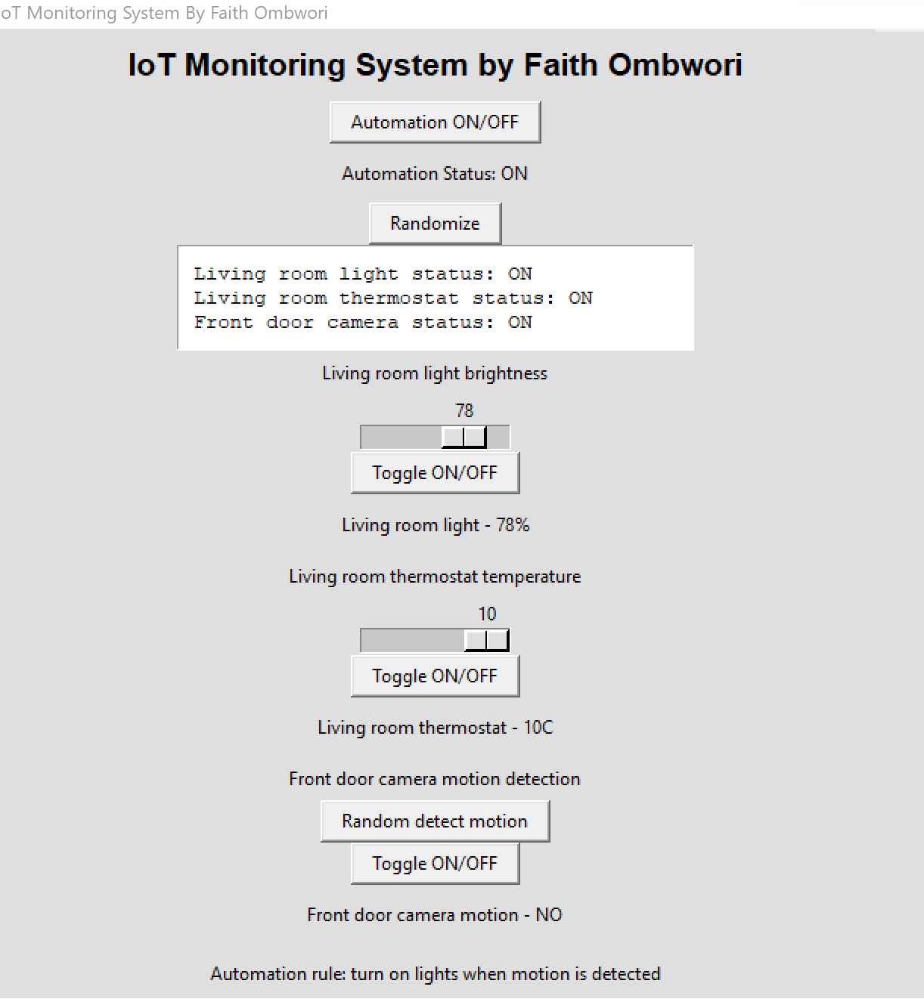 oT Monitoring System By Faith Ombwori
IoT Monitoring System by Faith Ombwori
Automation ON/OFF
Automation Status: ON
Randomize
Living room light status: ON
Living room thermostat status: ON
Front door camera status: ON
Living room light brightness
78
Toggle ON/OFF
Living room light - 78%
Living room thermostat temperature
10
Toggle ON/OFF
Living room thermostat - 10C
Front door camera motion detection
Random detect motion
Toggle ON/OFF
Front door camera motion - NO
Automation rule: turn on lights when motion is detected